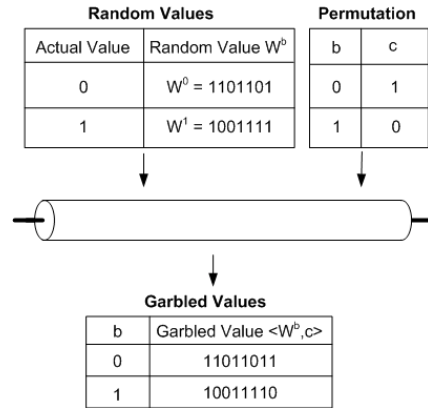 Random Values
Permutation
Actual Value Random Value W^b
b c
0 W^0 = 1101101
0 1
1 W^1 = 1001111
1 0
Garbled Values
b Garbled Value <W^b,c>
0 11011011
1 10011110